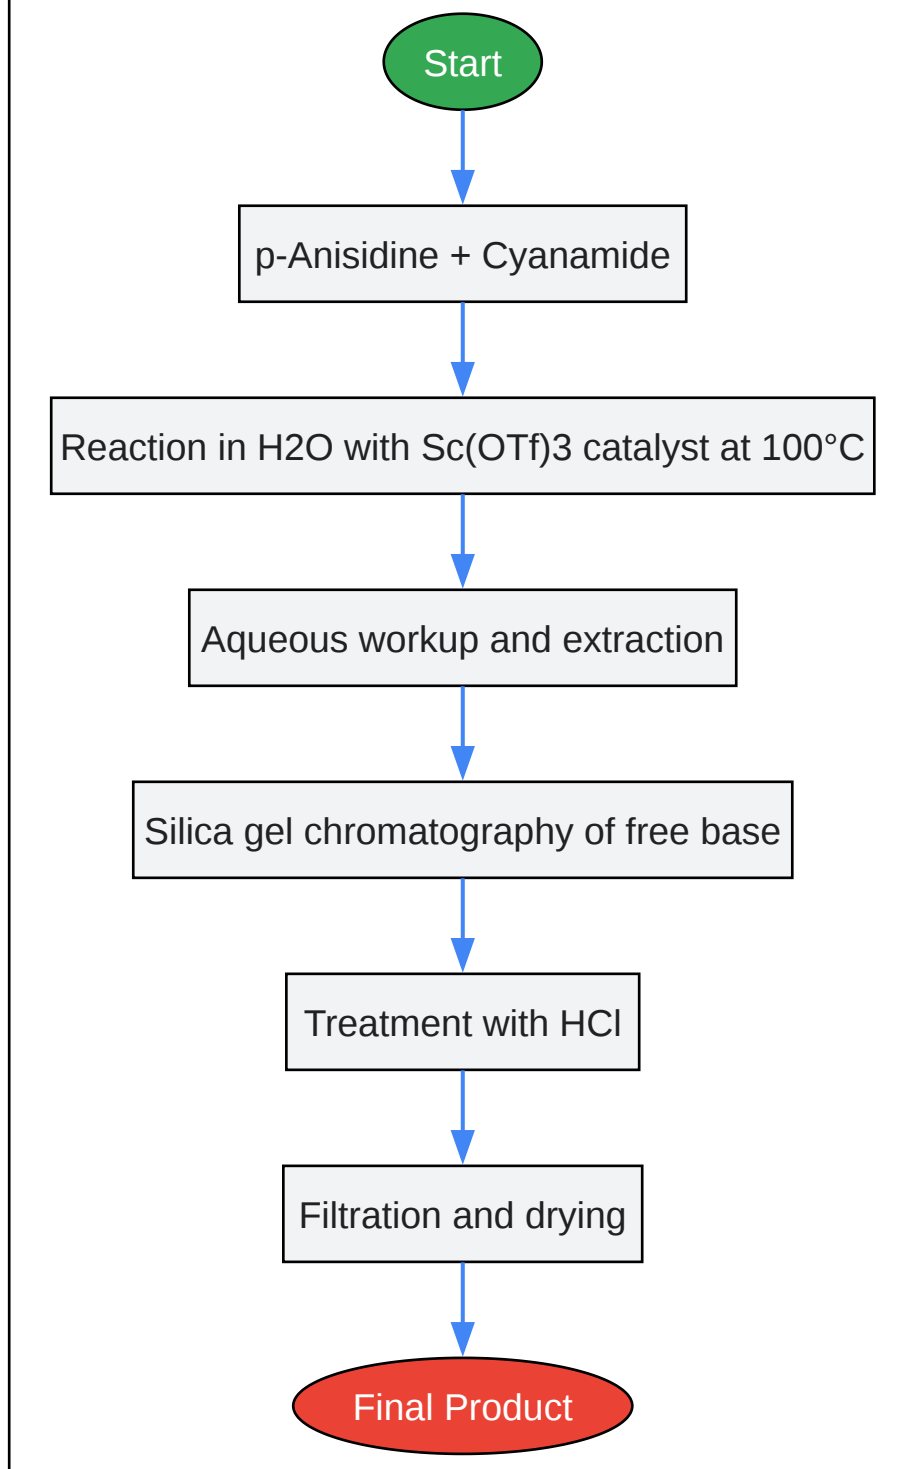 Start
p-Anisidine + Cyanamide
Reaction in H2O with Sc(OTf)3 catalyst at 100°C
Aqueous workup and extraction
Silica gel chromatography of free base
Treatment with HCl
Filtration and drying
Final Product